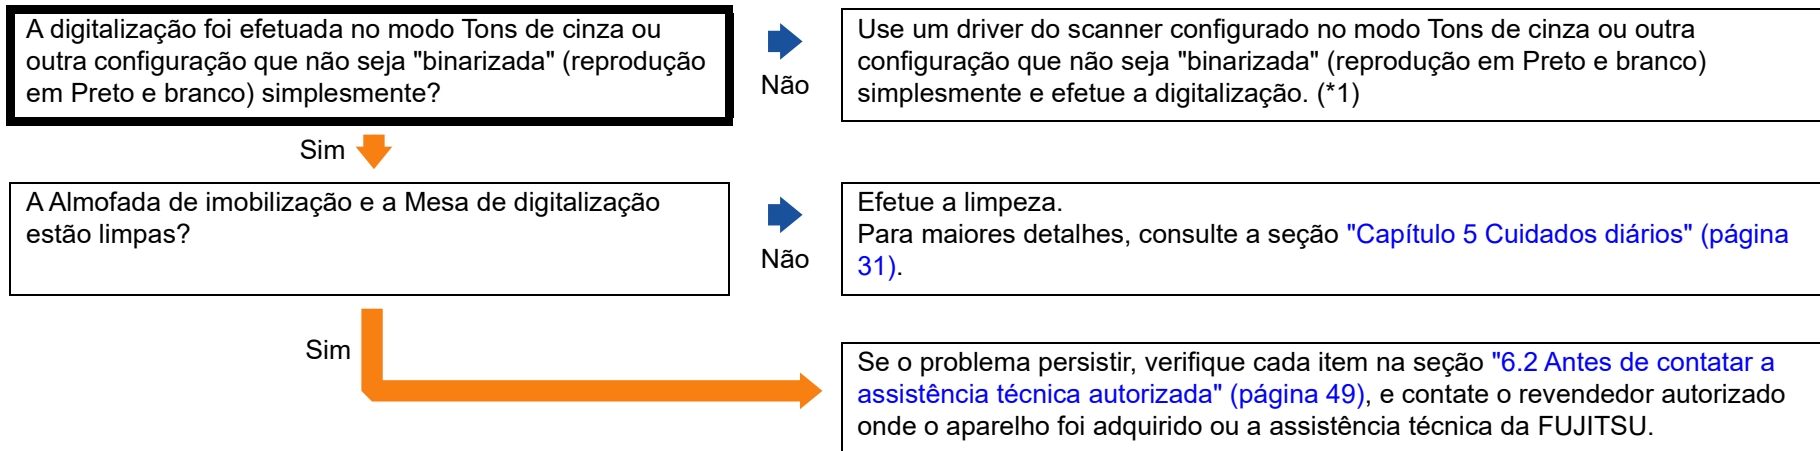 A digitalização foi efetuada no modo Tons de cinza ou
outra configuração que não seja "binarizada" (reprodução
em Preto e branco) simplesmente?
Não
Use um driver do scanner configurado no modo Tons de cinza ou outra
configuração que não seja "binarizada" (reprodução em Preto e branco)
simplesmente e efetue a digitalização. (*1)
Sim
A Almofada de imobilização e a Mesa de digitalização
estão limpas?
Não
Efetue a limpeza.
Para maiores detalhes, consulte a seção "Capítulo 5 Cuidados diários" (página
31).
Sim
Se o problema persistir, verifique cada item na seção "6.2 Antes de contatar a
assistência técnica autorizada" (página 49), e contate o revendedor autorizado
onde o aparelho foi adquirido ou a assistência técnica da FUJITSU.